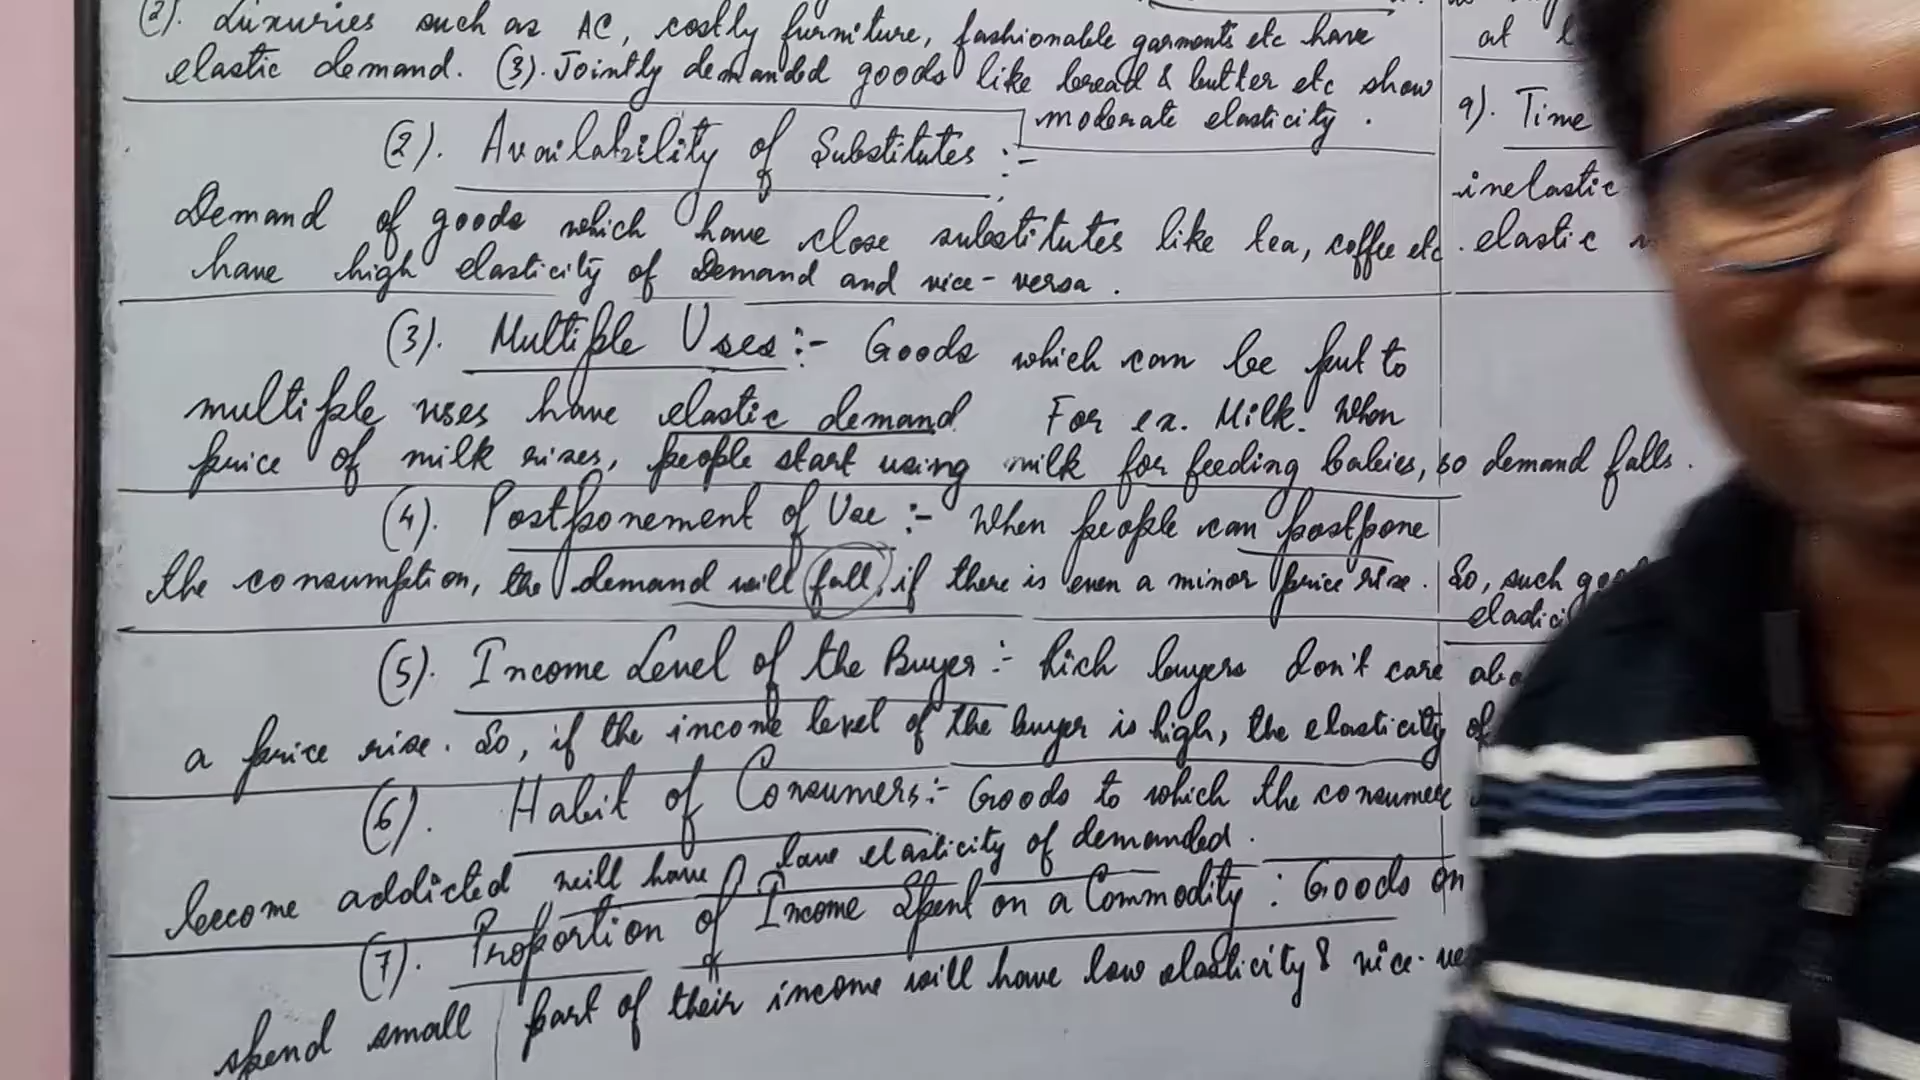 (2). Luxuries such as AC, costly furniture, fashionable garments etc have
elastic demand. (3). Jointly demanded goods like bread & butter etc show
moderate elasticity.
(2). Availability of Substitutes :-
Demand of goods which have close substitutes like tea, coffee etc.
have high elasticity of Demand and vice-versa.
(3). Multiple Uses :- Goods which can be put to
multiple uses have elastic demand For ex. Milk. When
price of milk rises, people start using milk for feeding babies, so demand falls.
(4). Postponement of Use :- When people can postpone
the consumption, the demand will fall, if there is even a minor price rise. So, such
(5). Income Level of the Buyer :- Rich buyers don't care
a price rise. So, if the income level of the buyer is high, the elasticity of
(6). Habit of Consumers :- Goods to which the consumer
become addicted will have low elasticity of demanded.
(7). Proportion of Income Spent on a Commodity : Goods on
spend small part of their income will have low elasticity & vice-
at
9). Time
inelastic
elastic